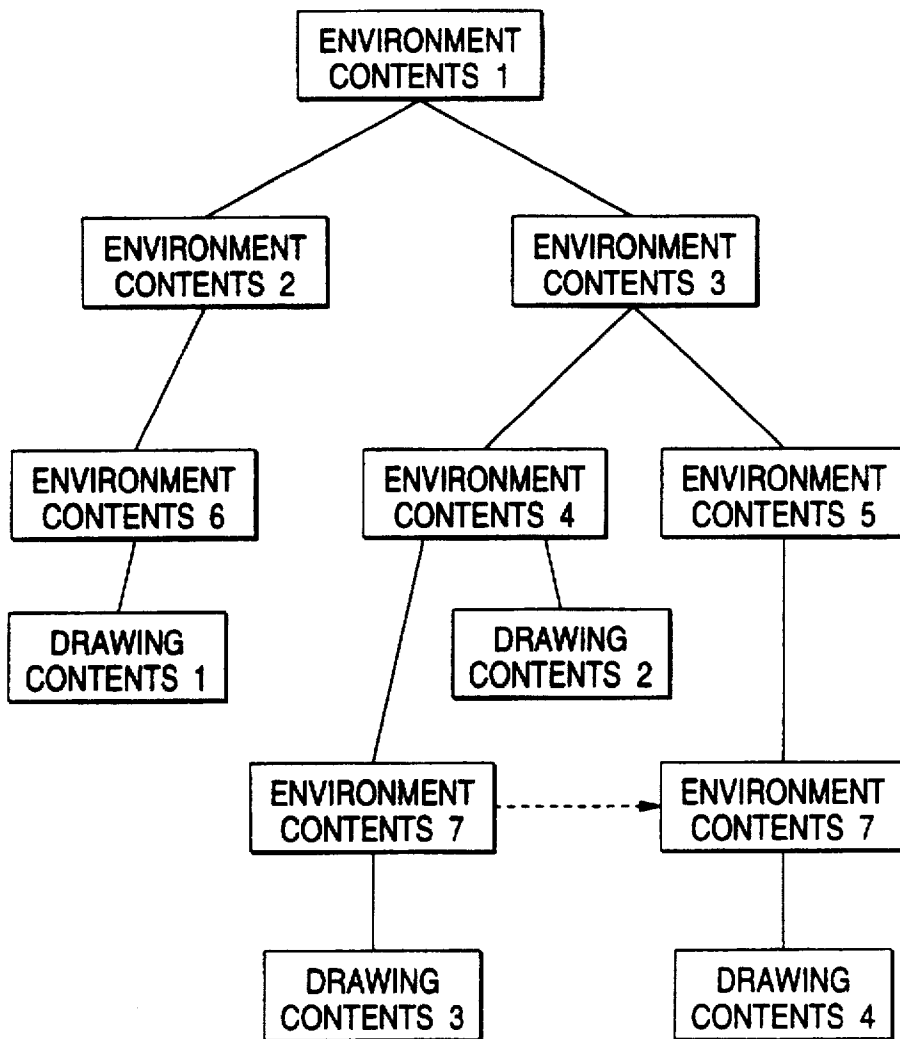 ENVIRONMENT
CONTENTS 1
ENVIRONMENT
CONTENTS 2
ENVIRONMENT
CONTENTS 3
ENVIRONMENT
CONTENTS 6
ENVIRONMENT
CONTENTS 4
ENVIRONMENT
CONTENTS 5
DRAWING
CONTENTS 1
DRAWING
CONTENTS 2
ENVIRONMENT
CONTENTS 7
ENVIRONMENT
CONTENTS 7
DRAWING
CONTENTS 3
DRAWING
CONTENTS 4